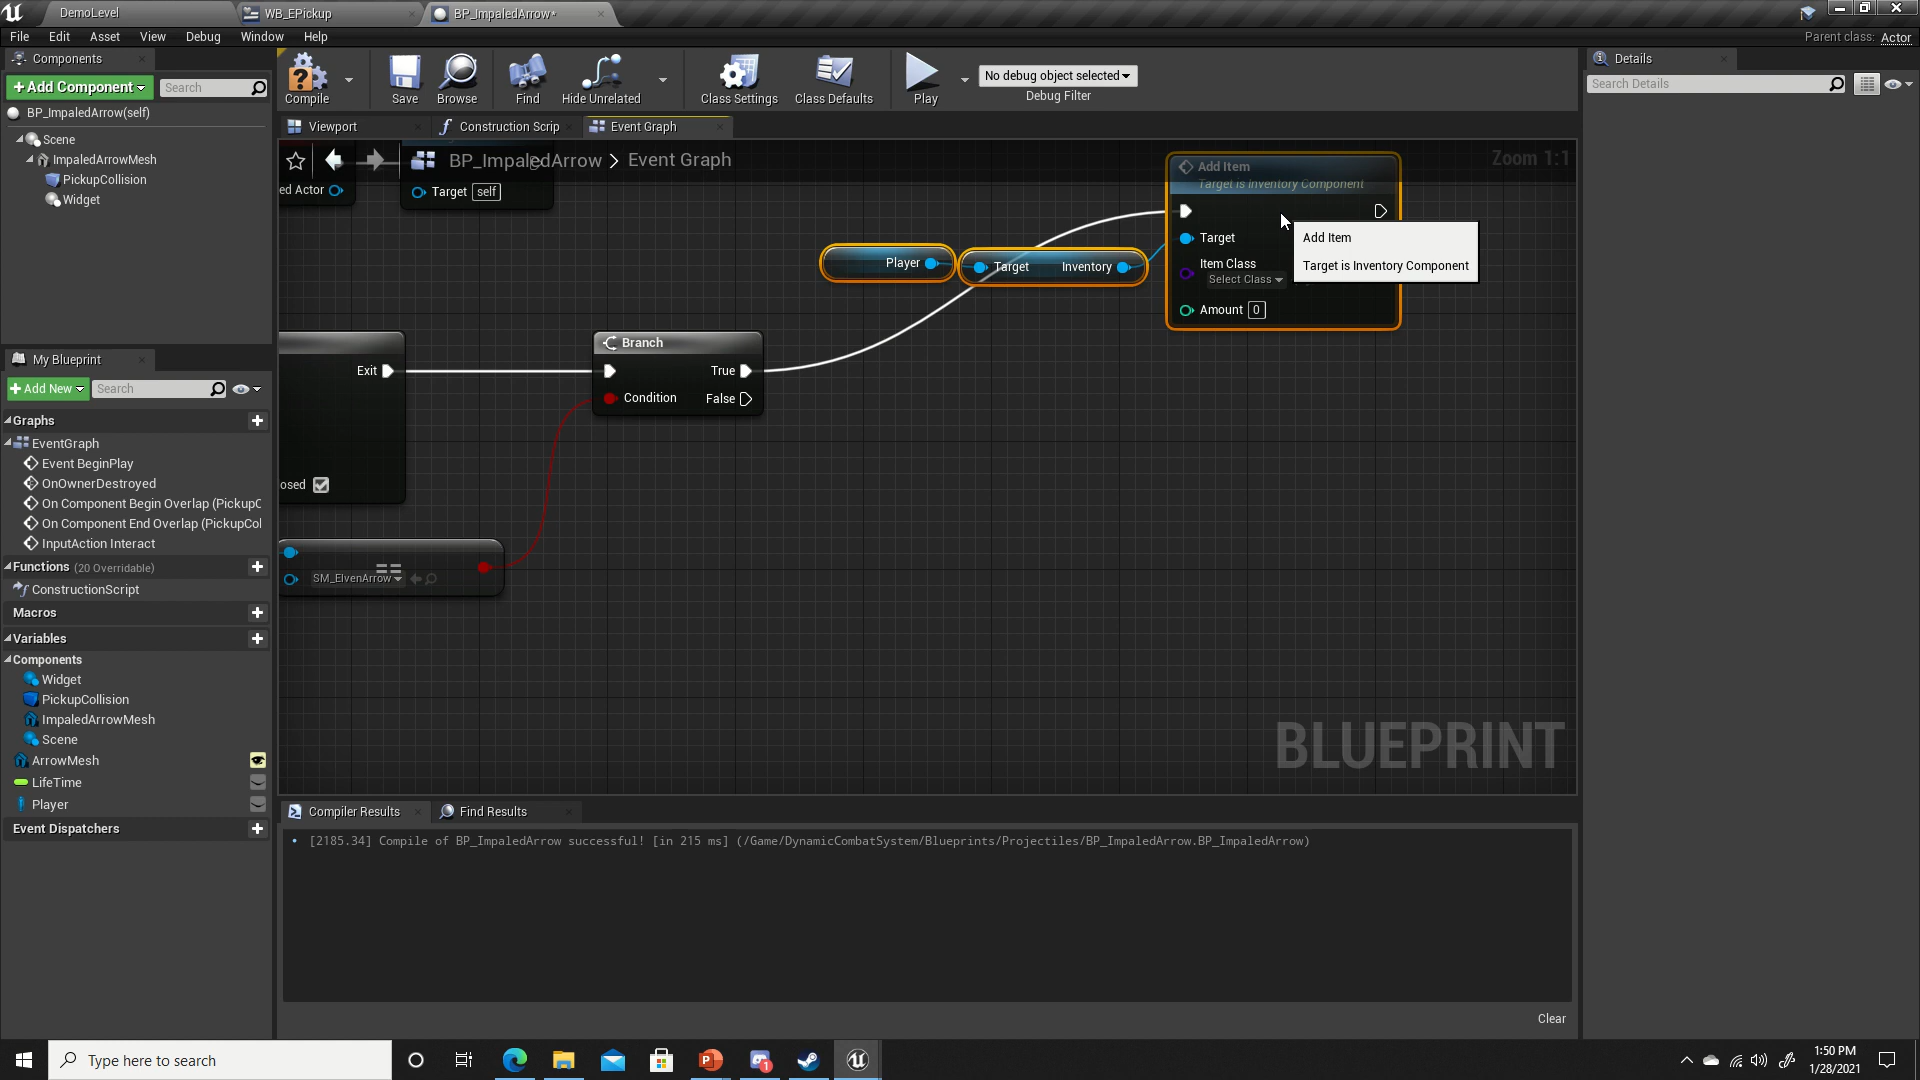 DemoLevel
WB_EPickup
BP_ImpaledArrow*
File Edit Asset View Debug Window Help
Parent class: Actor
Components
+Add Component
Search
BP_ImpaledArrow(self)
Scene
ImpaledArrowMesh
PickupCollision
Widget
Compile
Save
Browse
Find
Hide Unrelated
Class Settings
Class Defaults
Play
No debug object selected
Debug Filter
Details
Search Details
Viewport
Construction Scrip
Event Graph
BP_ImpaledArrow > Event Graph
Zoom 1:1
ed Actor
Target self
Add Item
Target is Inventory Component
Target
Item Class
Select Class
Amount 0
Add Item
Target is Inventory Component
Player
Target Inventory
Exit
Branch
True
Condition False
osed
==
SM_ElvenArrow
BLUEPRINT
My Blueprint
+Add New
Search
Graphs
EventGraph
Event BeginPlay
OnOwnerDestroyed
On Component Begin Overlap (PickupC
On Component End Overlap (PickupCol
InputAction Interact
Functions (20 Overridable)
ConstructionScript
Macros
Variables
Components
Widget
PickupCollision
ImpaledArrowMesh
Scene
ArrowMesh
LifeTime
Player
Event Dispatchers
Compiler Results
Find Results
[2185.34] Compile of BP_ImpaledArrow successful! [in 215 ms] (/Game/DynamicCombatSystem/Blueprints/Projectiles/BP_ImpaledArrow.BP_ImpaledArrow)
Clear
Type here to search
1:50 PM
1/28/2021